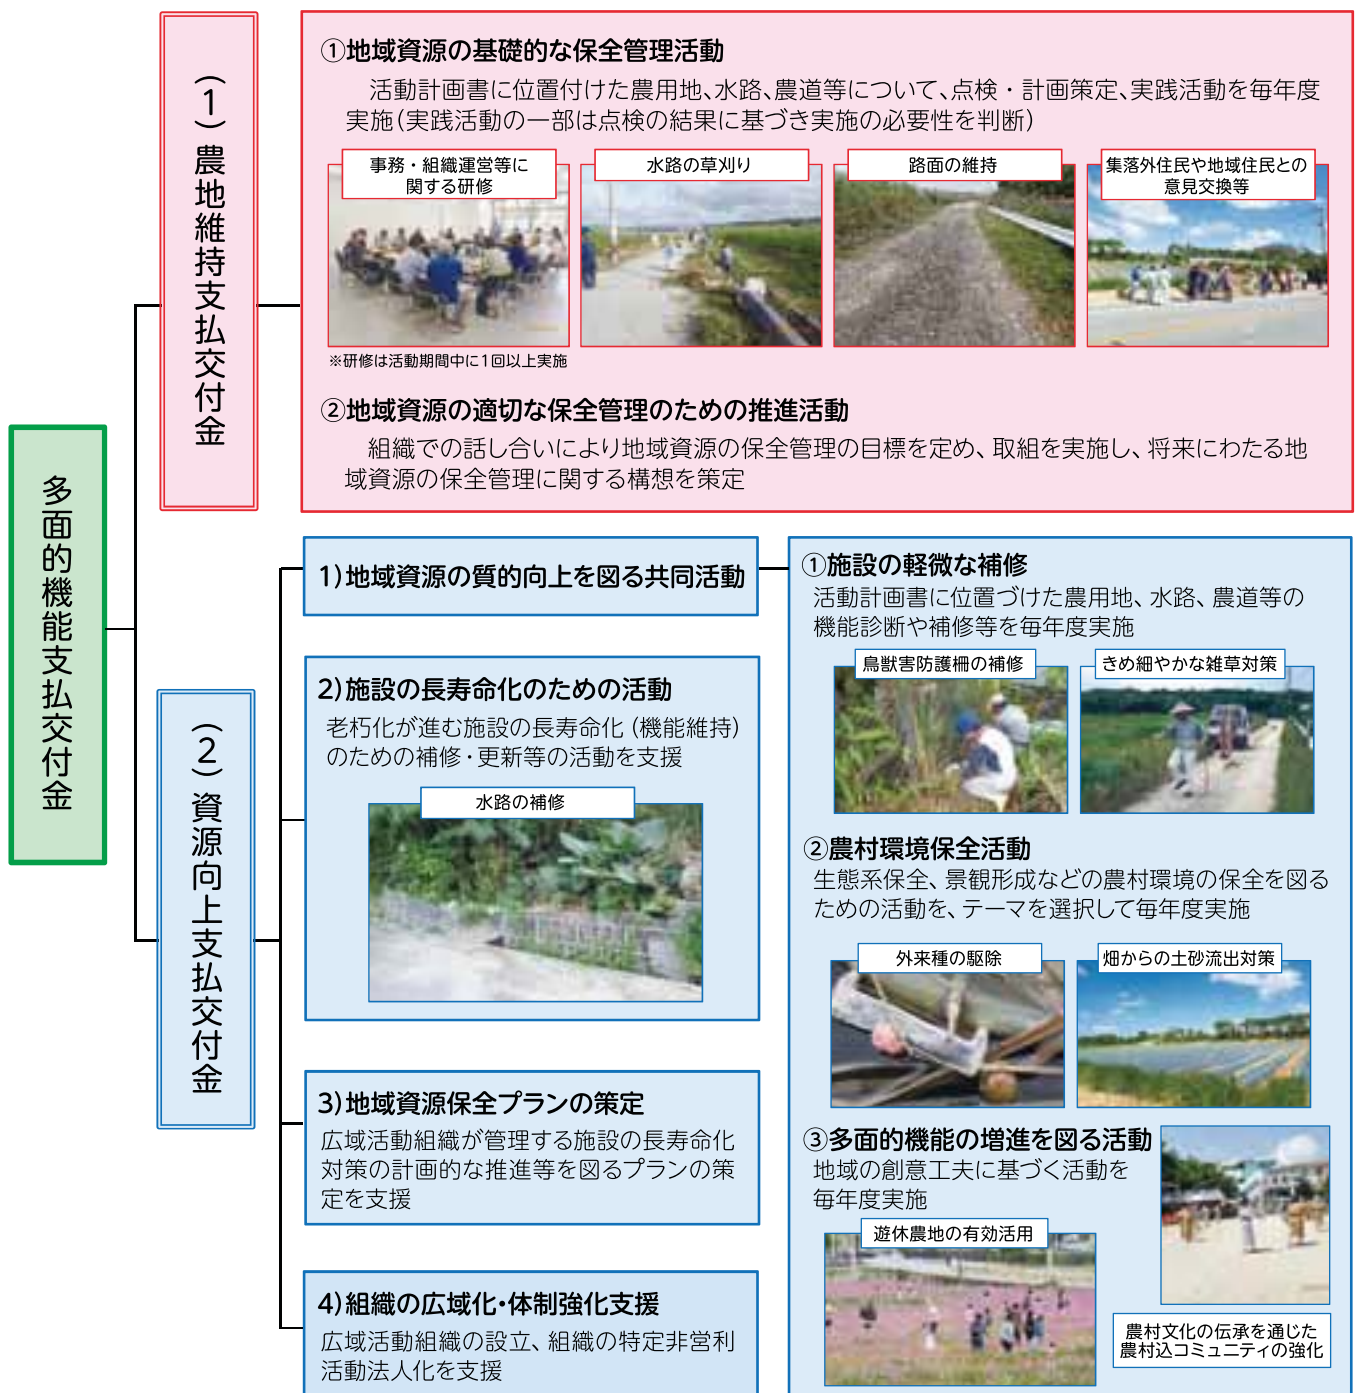 多面的機能支払交付金
（1）農地維持支払交付金
①地域資源の基礎的な保全管理活動
活動計画書に位置付けた農用地、水路、農道等について、点検・計画策定、実践活動を毎年度
実施（実践活動の一部は点検の結果に基づき実施の必要性を判断）
事務・組織運営等に
関する研修
水路の草刈り
路面の維持
集落外住民や地域住民との
意見交換等
※研修は活動期間中に1回以上実施
②地域資源の適切な保全管理のための推進活動
組織での話し合いにより地域資源の保全管理の目標を定め、取組を実施し、将来にわたる地
域資源の保全管理に関する構想を策定
（2）資源向上支払交付金
1）地域資源の質的向上を図る共同活動
2）施設の長寿命化のための活動
老朽化が進む施設の長寿命化（機能維持）
のための補修・更新等の活動を支援
水路の補修
3）地域資源保全プランの策定
広域活動組織が管理する施設の長寿命化
対策の計画的な推進等を図るプランの策
定を支援
4）組織の広域化・体制強化支援
広域活動組織の設立、組織の特定非営利
活動法人化を支援
①施設の軽微な補修
活動計画書に位置づけた農用地、水路、農道等の
機能診断や補修等を毎年度実施
鳥獣害防護柵の補修
きめ細やかな雑草対策
②農村環境保全活動
生態系保全、景観形成などの農村環境の保全を図る
ための活動を、テーマを選択して毎年度実施
外来種の駆除
畑からの土砂流出対策
③多面的機能の増進を図る活動
地域の創意工夫に基づく活動を
毎年度実施
遊休農地の有効活用
農村文化の伝承を通じた
農村込コミュニティの強化